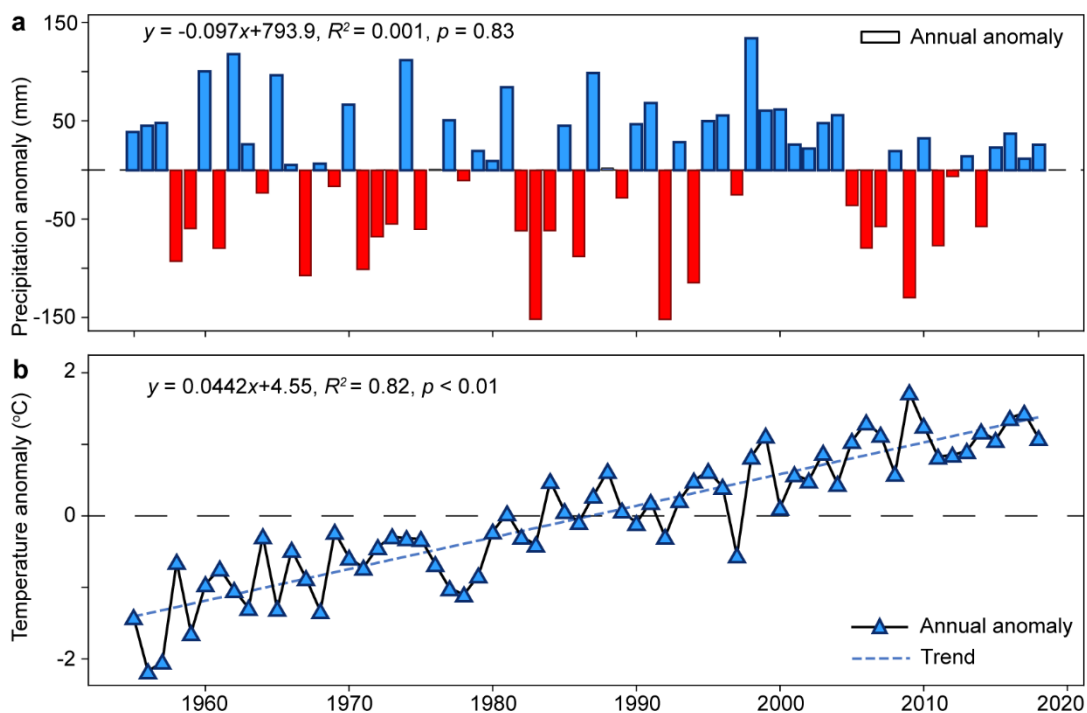 a
y = -0.097x+793.9, R² = 0.001, p = 0.83
Annual anomaly
Precipitation anomaly (mm)
150
50
-50
-150
b
y = 0.0442x+4.55, R² = 0.82, p < 0.01
Temperature anomaly (°C)
2
0
-2
Annual anomaly
Trend
1960 1970 1980 1990 2000 2010 2020